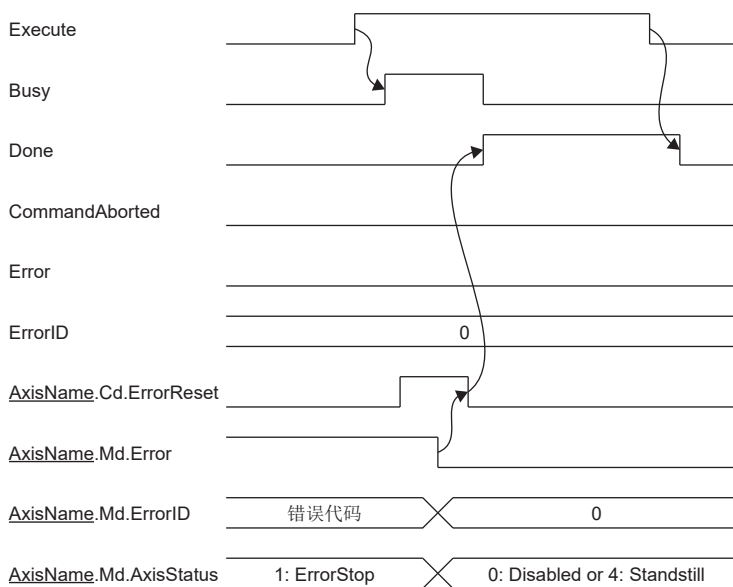 Execute
Busy
Done
CommandAborted
Error
ErrorID 0
AxisName.Cd.ErrorReset
AxisName.Md.Error
AxisName.Md.ErrorID 错误代码 0
AxisName.Md.AxisStatus 1: ErrorStop 0: Disabled or 4: Standstill